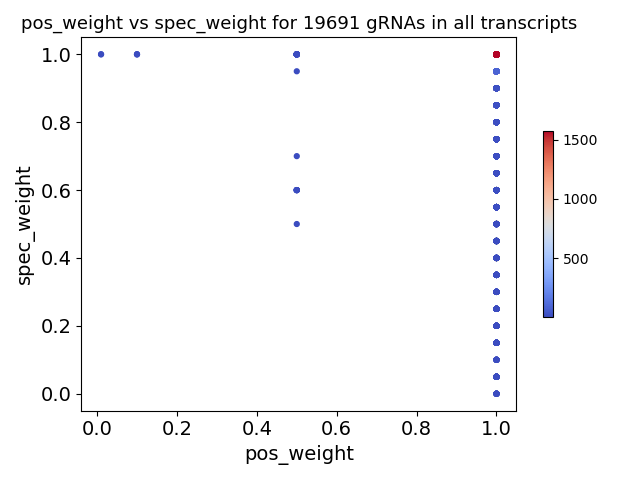 pos_weight vs spec_weight for 19691 gRNAs in all transcripts
1.0
0.8
0.6
0.4
0.2
0.0
spec_weight
0.0 0.2 0.4 0.6 0.8 1.0
pos_weight
1500
1000
500